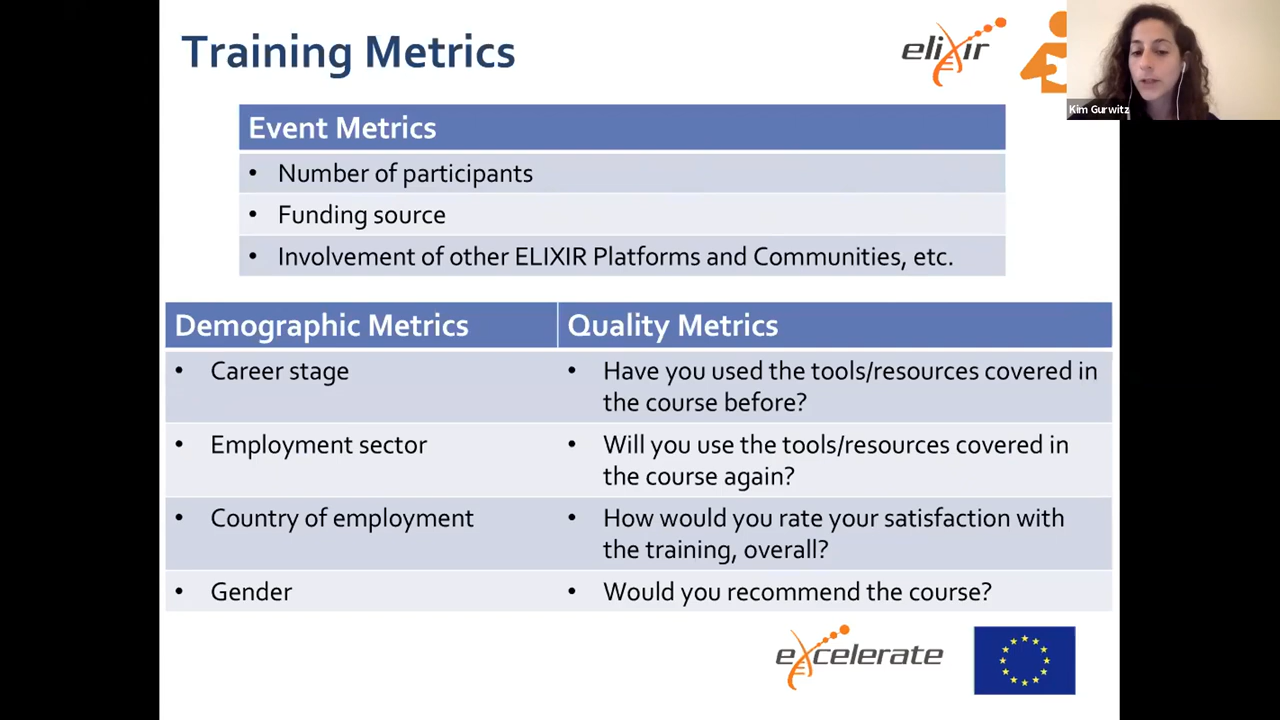 Training Metrics
elixir
Kim Gurwitz
Event Metrics
• Number of participants
• Funding source
• Involvement of other ELIXIR Platforms and Communities, etc.
Demographic Metrics
Quality Metrics
• Career stage
• Have you used the tools/resources covered in
the course before?
• Employment sector
• Will you use the tools/resources covered in
the course again?
• Country of employment
• How would you rate your satisfaction with
the training, overall?
• Gender
• Would you recommend the course?
excelerate